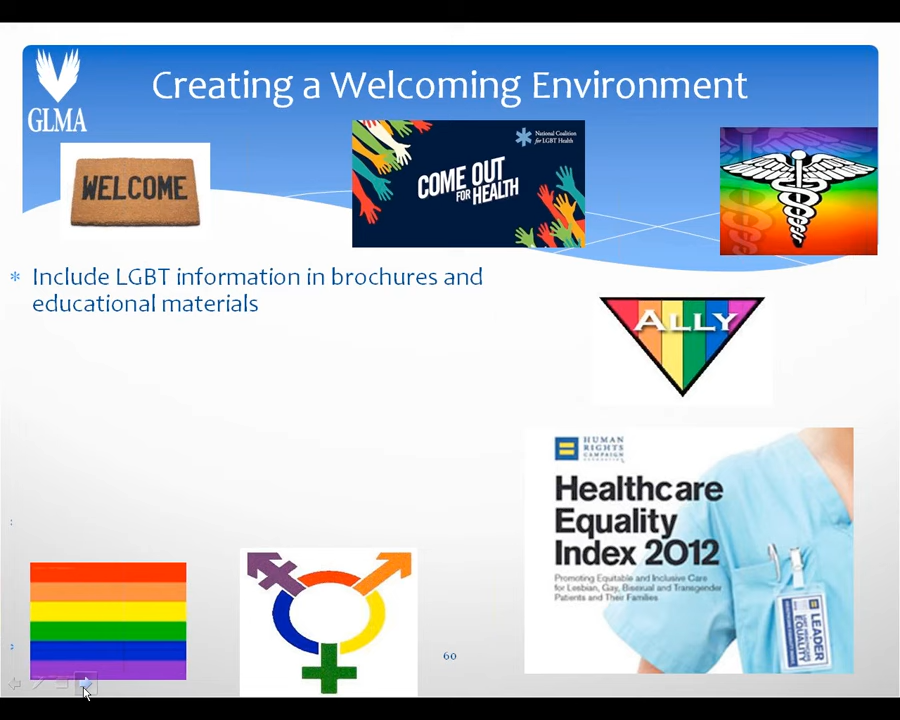 Creating a Welcoming Environment
GLMA
WELCOME
National Coalition
for LGBT Health
COME OUT
FOR HEALTH
* Include LGBT information in brochures and
educational materials
ALLY
HUMAN
RIGHTS
CAMPAIGN
FOUNDATION
Healthcare
Equality
Index 2012
Promoting Equitable and Inclusive Care
for Lesbian, Gay, Bisexual and Transgender
Patients and Their Families
LEADER
EQUALITY
60